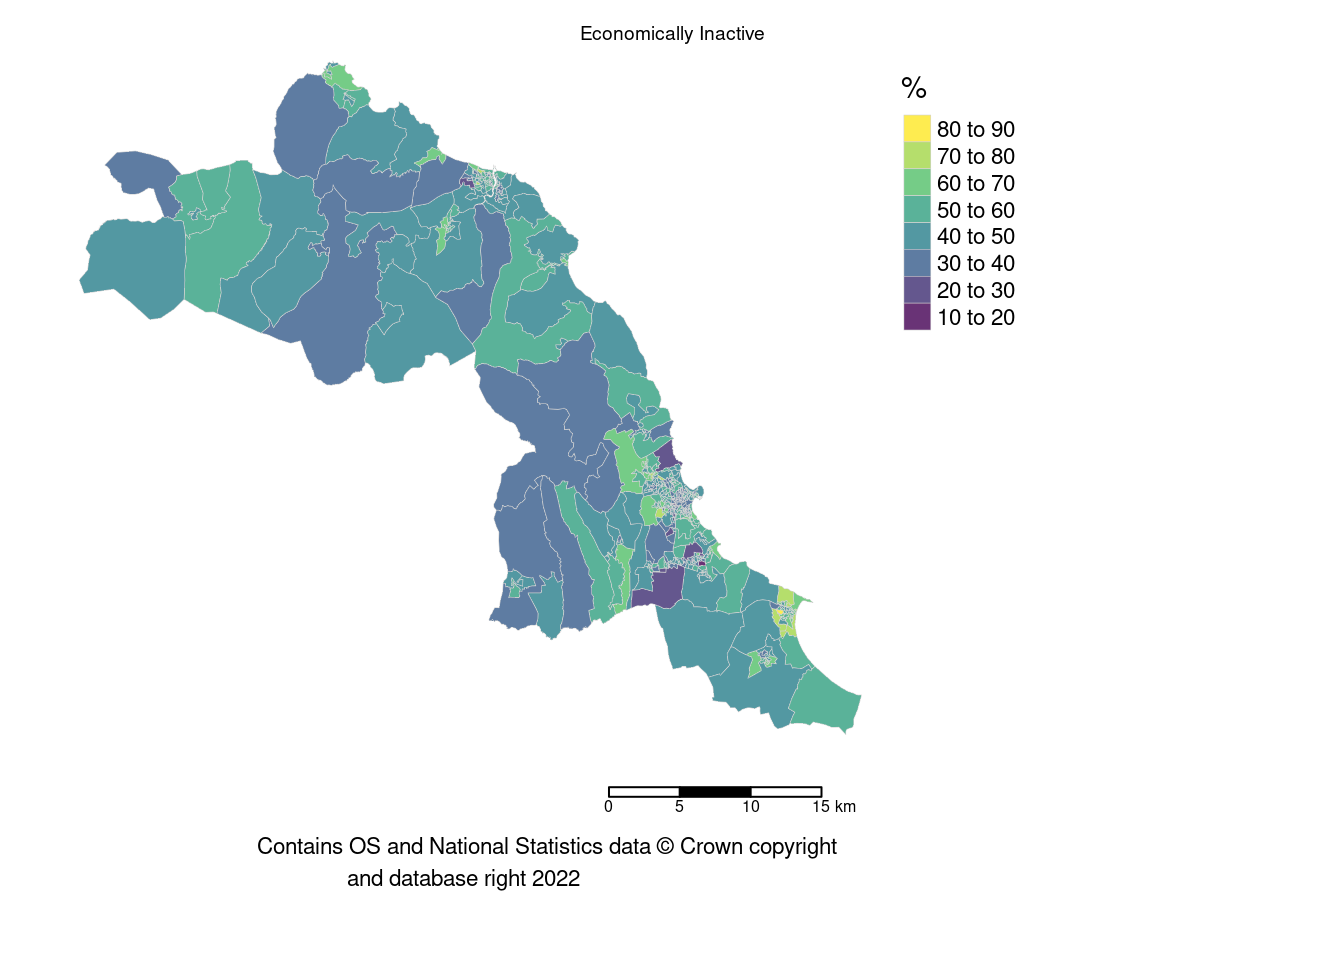 Economically Inactive
%
80 to 90
70 to 80
60 to 70
50 to 60
40 to 50
30 to 40
20 to 30
10 to 20
0 5 10 15 km
Contains OS and National Statistics data © Crown copyright
and database right 2022